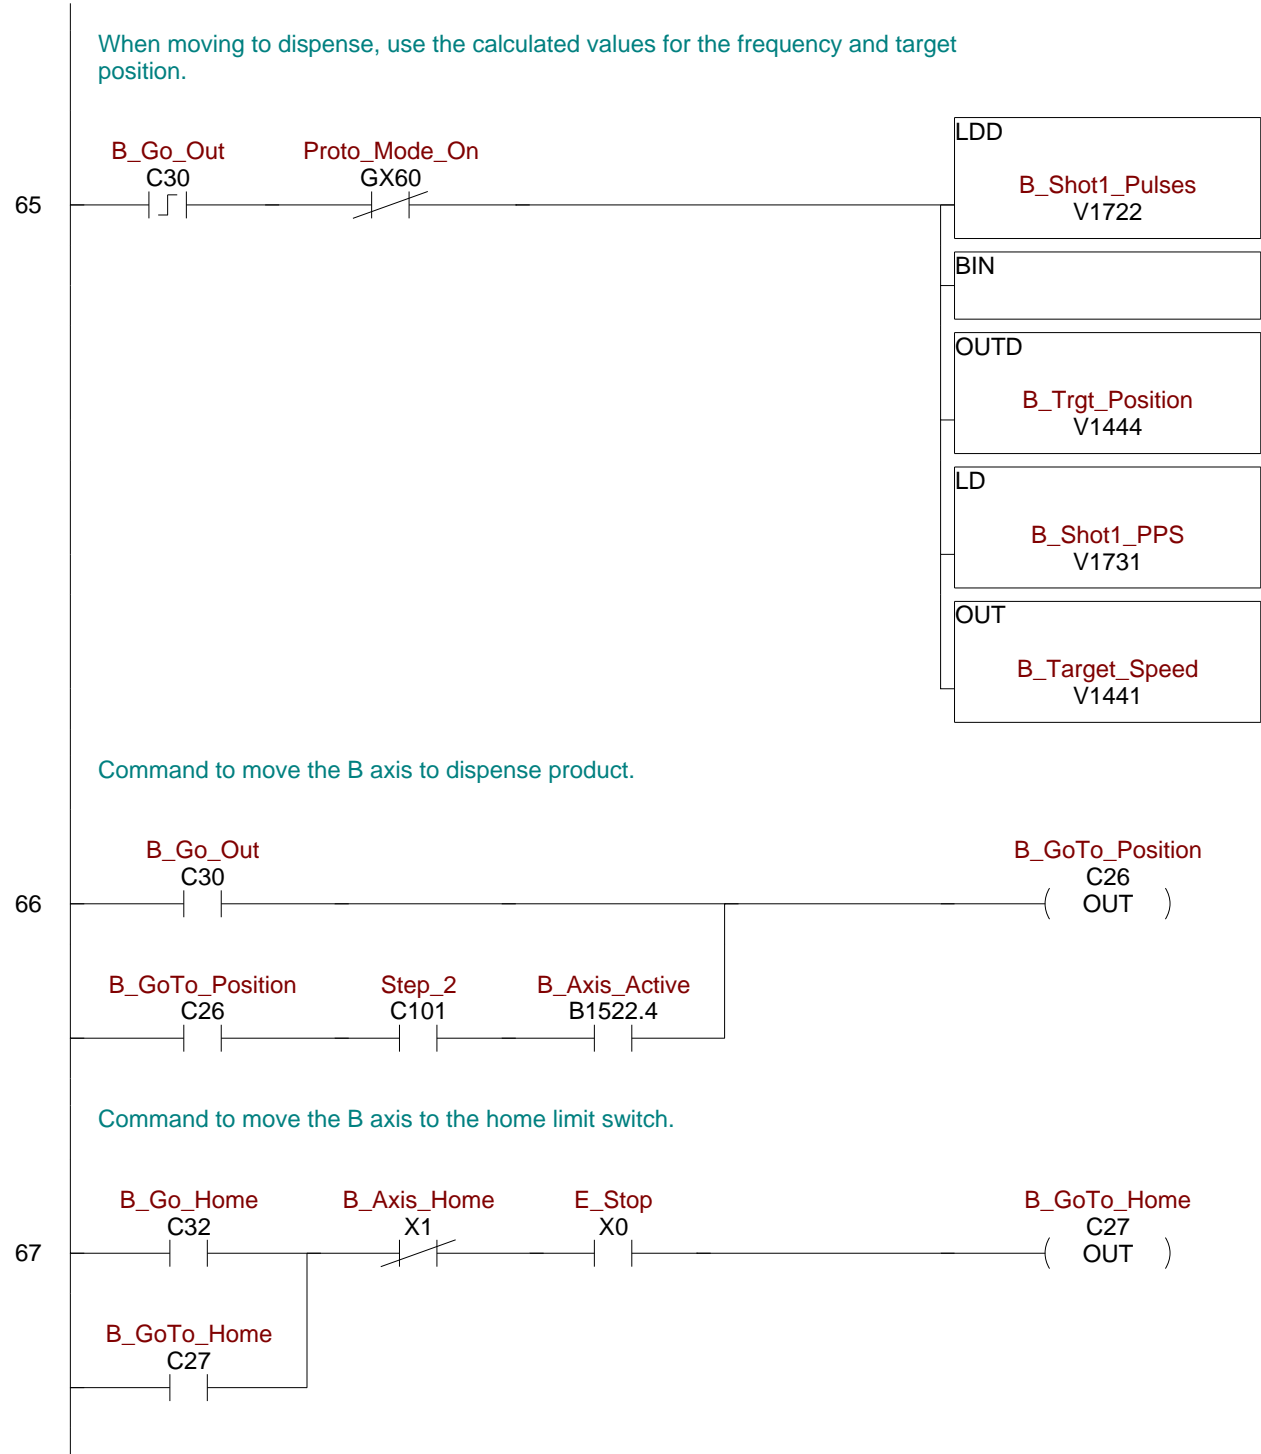 When moving to dispense, use the calculated values for the frequency and target
position.
B_Go_Out Proto_Mode_On
C30 GX60
65
LDD
B_Shot1_Pulses
V1722
BIN
OUTD
B_Trgt_Position
V1444
LD
B_Shot1_PPS
V1731
OUT
B_Target_Speed
V1441
Command to move the B axis to dispense product.
B_Go_Out B_GoTo_Position
C30 C26
66 OUT
B_GoTo_Position Step_2 B_Axis_Active
C26 C101 B1522.4
Command to move the B axis to the home limit switch.
B_Go_Home B_Axis_Home E_Stop B_GoTo_Home
C32 X1 X0 C27
67 OUT
B_GoTo_Home
C27